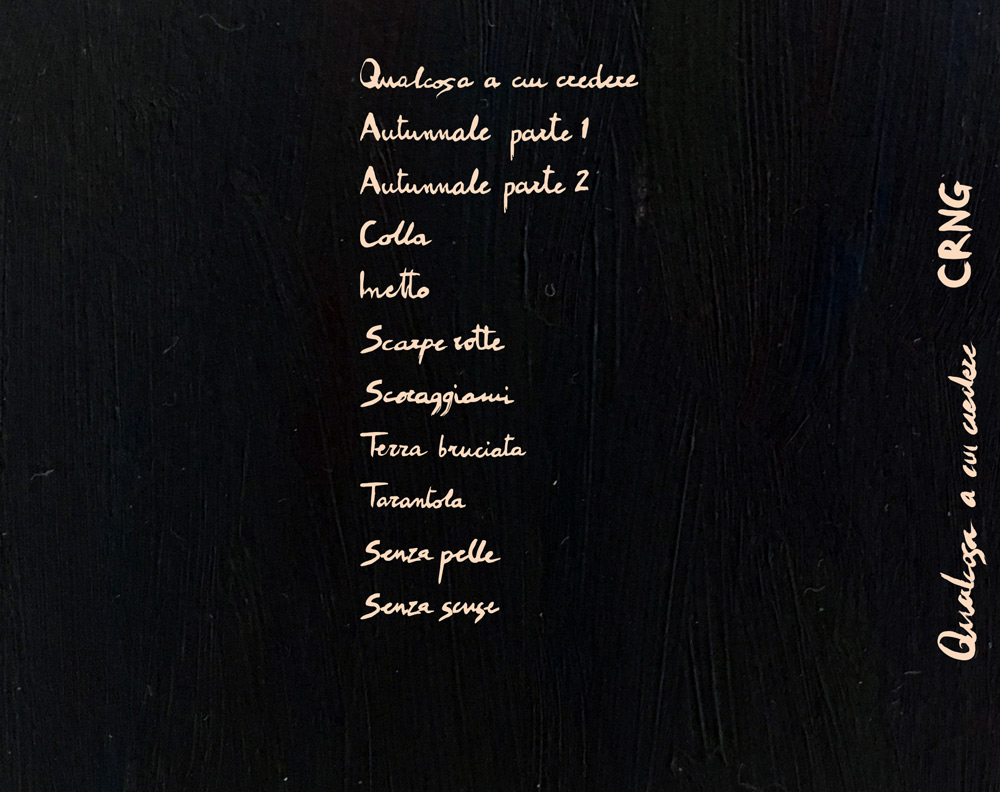 Qualcosa a cui credere
Autunnale parte 1
Autunnale parte 2
Colla
Inetto
Scarpe rotte
Scoraggiami
Terra bruciata
Tarantola
Senza pelle
Senza scuse
Qualcosa a cui credere CRNG